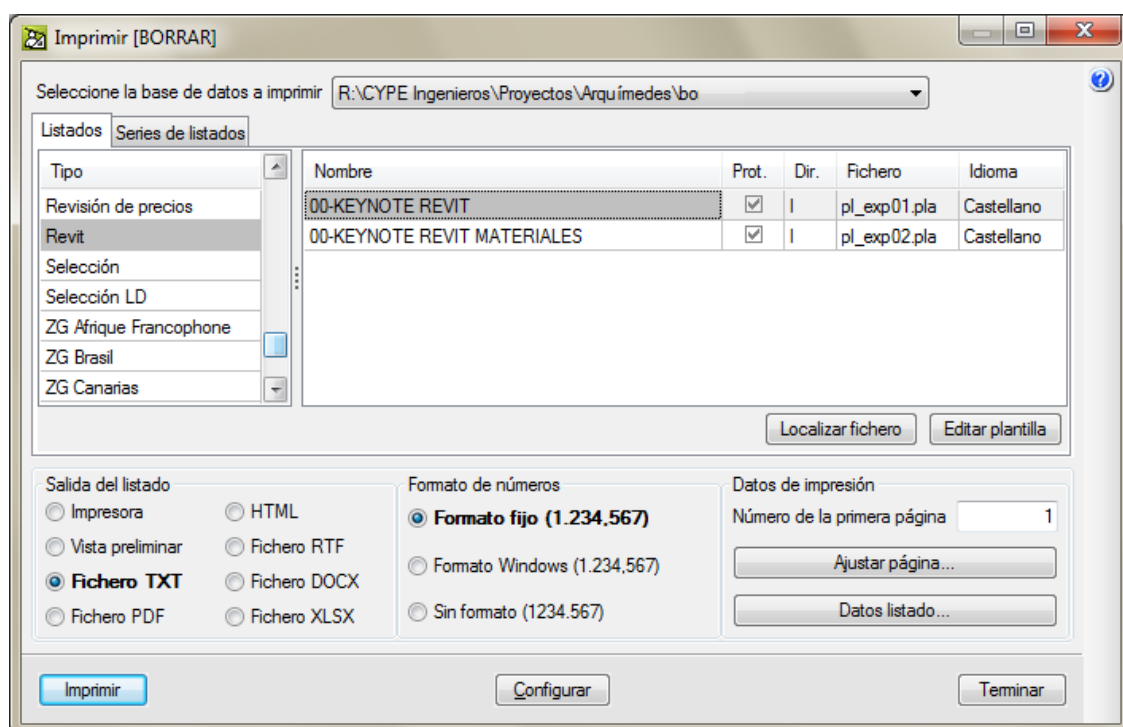 Imprimir [BORRAR]
Seleccione la base de datos a imprimir R:\CYPE Ingenieros\Proyectos\Arquímedes\bo
Listados Series de listados
Tipo Nombre Prot. Dir. Fichero Idioma
Revisión de precios 00-KEYNOTE REVIT I pl_exp01.pla Castellano
Revit 00-KEYNOTE REVIT MATERIALES I pl_exp02.pla Castellano
Selección
Selección LD
ZG Afrique Francophone
ZG Brasil
ZG Canarias
Localizar fichero Editar plantilla
Salida del listado Formato de números Datos de impresión
Impresora HTML Formato fijo (1.234,567) Número de la primera página 1
Vista preliminar Fichero RTF Formato Windows (1.234,567) Ajustar página...
Fichero TXT Fichero DOCX
Fichero PDF Fichero XLSX Sin formato (1234.567) Datos listado...
Imprimir Configurar Terminar